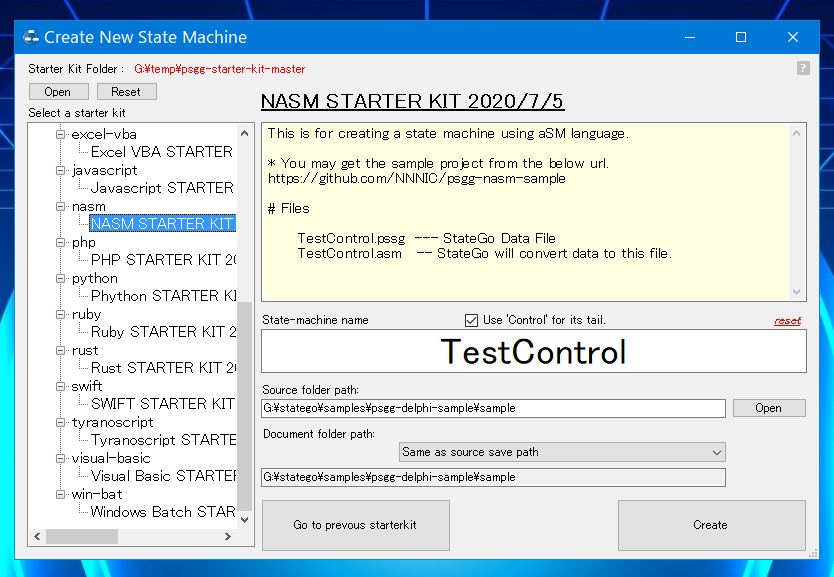 Create New State Machine
Starter Kit Folder : G:¥temp¥psgg-starter-kit-master
?
Open
Reset
Select a starter kit
excel-vba
Excel VBA STARTER
javascript
Javascript STARTER
nasm
NASM STARTER KIT
php
PHP STARTER KIT 20
python
Phython STARTER KI
ruby
Ruby STARTER KIT 2
rust
Rust STARTER KIT 20
swift
SWIFT STARTER KIT
tyranoscript
Tyranoscript STARTE
visual-basic
Visual Basic STARTER
win-bat
Windows Batch STAR
NASM STARTER KIT 2020/7/5
This is for creating a state machine using aSM language.
* You may get the sample project from the below url.
https://github.com/NNNIC/psgg-nasm-sample
# Files
TestControl.pssg --- StateGo Data File
TestControl.asm -- StateGo will convert data to this file.
State-machine name
Use 'Control' for its tail.
reset
TestControl
Source folder path:
G:¥statego¥samples¥psgg-delphi-sample¥sample
Open
Document folder path:
Same as source save path
G:¥statego¥samples¥psgg-delphi-sample¥sample
Go to prevous starterkit
Create